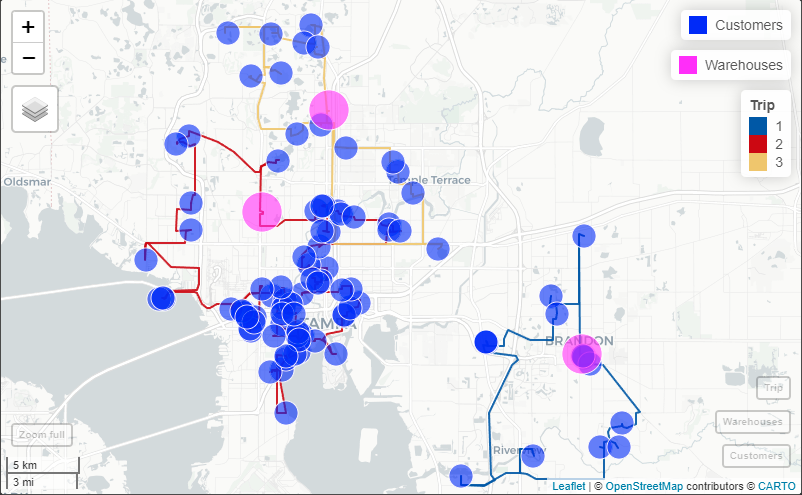 +
−
Customers
Warehouses
Trip
1
2
3
Oldsmar
Temple Terrace
TAMPA
BRANDON
Riverview
Trip
Warehouses
Customers
Zoom full
5 km
3 mi
Leaflet | © OpenStreetMap contributors © CARTO